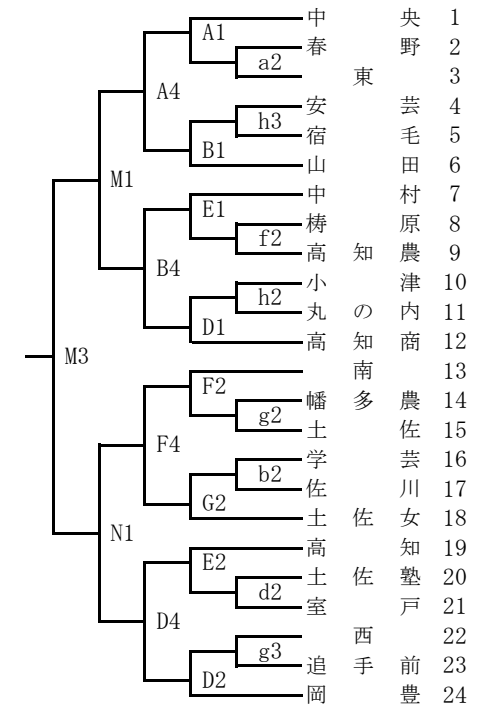 中央 1
A1
春野 2
a2
東 3
A4
安芸 4
h3
宿毛 5
B1
山田 6
M1
中村 7
E1
梼原 8
f2
高知農 9
B4
小津 10
h2
丸の内 11
D1
高知商 12
M3
南 13
F2
幡多農 14
g2
土佐 15
F4
学芸 16
b2
佐川 17
G2
土佐女 18
N1
高知 19
E2
土佐塾 20
d2
室戸 21
D4
西 22
g3
追手前 23
D2
岡豊 24